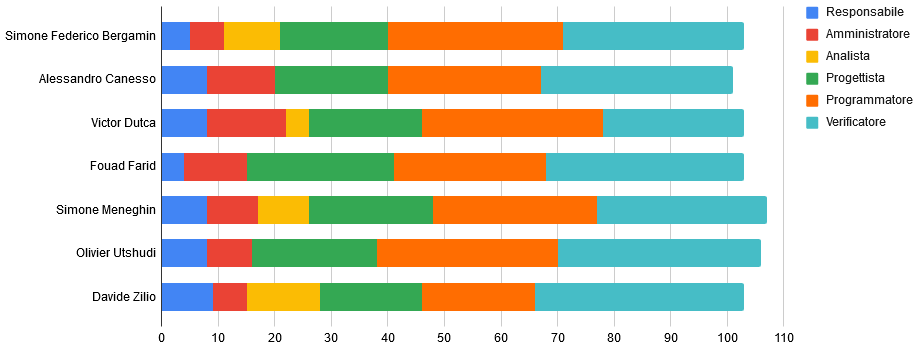 Simone Federico Bergamin
Alessandro Canesso
Victor Dutca
Fouad Farid
Simone Meneghin
Olivier Utshudi
Davide Zilio
0 10 20 30 40 50 60 70 80 90 100 110
Responsabile
Amministratore
Analista
Progettista
Programmatore
Verificatore